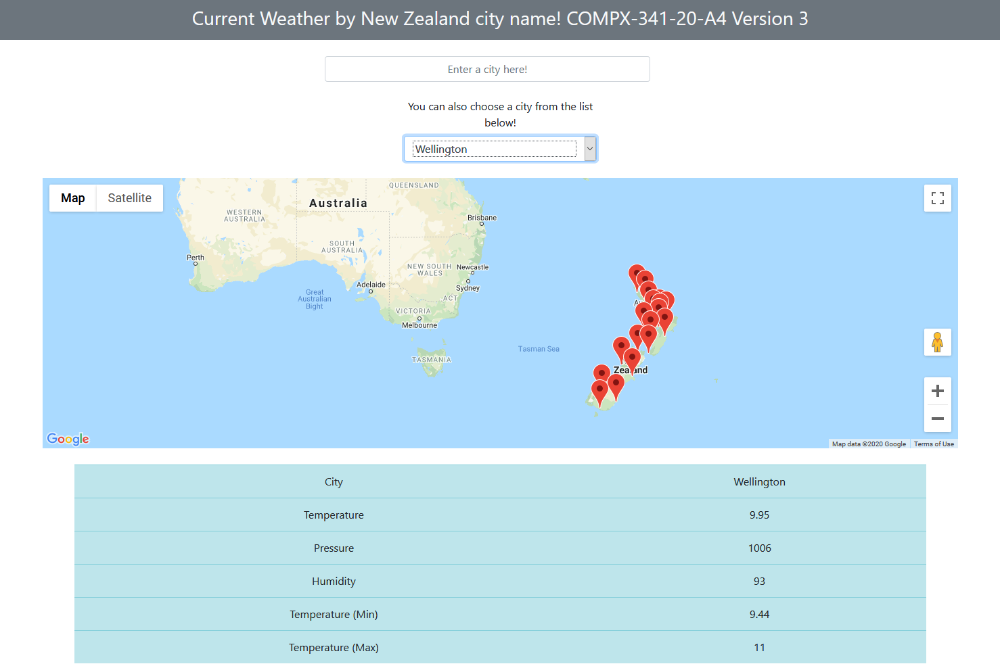 Current Weather by New Zealand city name! COMPX-341-20-A4 Version 3
Enter a city here!
You can also choose a city from the list
below!
Wellington
Map
Satellite
QUEENSLAND
Australia
WESTERN
AUSTRALIA
Brisbane
SOUTH
AUSTRALIA
Perth
NEW SOUTH
WALES
Newcastle
Adelaide
Sydney
Great
Australian
Bight
ACT
VICTORIA
Melbourne
Tasman Sea
TASMANIA
Zealand
Google
Map data ©2020 Google
Terms of Use
City Wellington
Temperature 9.95
Pressure 1006
Humidity 93
Temperature (Min) 9.44
Temperature (Max) 11